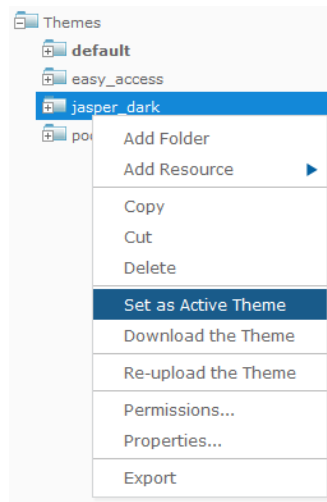 Themes
default
easy_access
jasper_dark
Add Folder
Add Resource
Copy
Cut
Delete
Set as Active Theme
Download the Theme
Re-upload the Theme
Permissions...
Properties...
Export